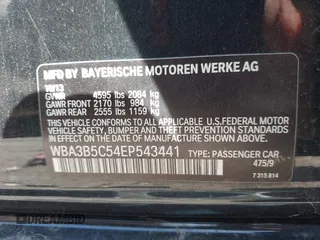 MFD BY BAYERISCHE MOTOREN WERKE AG
10/13
GVWR 4595 lbs 2084 kg
GAWR FRONT 2170 lbs 984 kg
GAWR REAR 2555 lbs 1159 kg
THIS VEHICLE CONFORMS TO ALL APPLICABLE U.S. FEDERAL MOTOR
VEHICLE SAFETY, BUMPER AND THEFT PREVENTION STANDARDS IN
EFFECT ON THE DATE OF MANUFACTURE SHOWN ABOVE.
WBA3B5C54EP543441 TYPE: PASSENGER CAR
475/9
7 315 814
DREAMBID